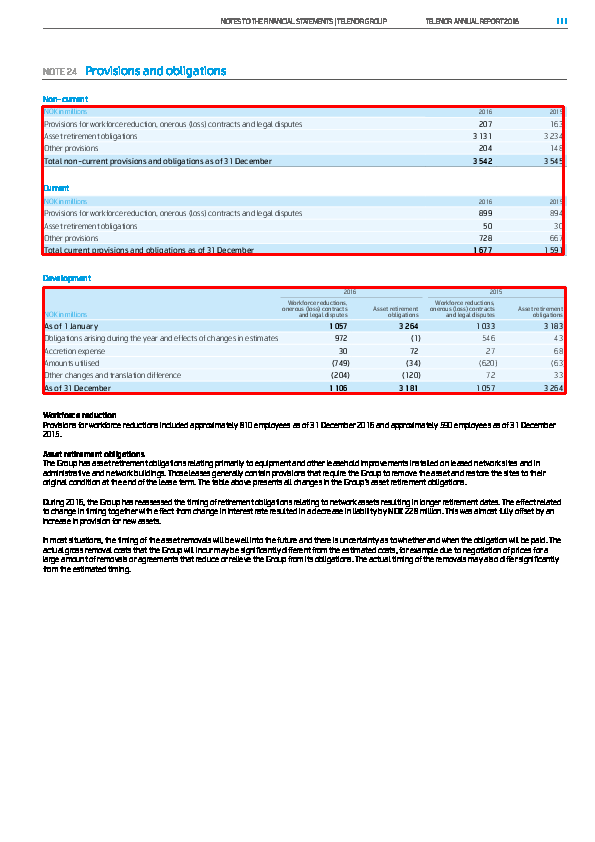 NOTES TO THE FINANCIAL STATEMENTS | TELENOR GROUP TELENOR ANNUAL REPORT 2016 111
NOTE 24 Provisions and obligations
Non-current
NOK in millions 2016 2015
Provisions for workforce reduction, onerous (loss) contracts and legal disputes 207 163
Asset retirement obligations 3 131 3 234
Other provisions 204 148
Total non-current provisions and obligations as of 31 December 3 542 3 545
Current
NOK in millions 2016 2015
Provisions for workforce reduction, onerous (loss) contracts and legal disputes 899 894
Asset retirement obligations 50 30
Other provisions 728 667
Total current provisions and obligations as of 31 December 1 677 1 591
Development
2016 2015
Workforce reductions, Workforce reductions,
onerous (loss) contracts Asset retirement onerous (loss) contracts Asset retirement
NOK in millions and legal disputes obligations and legal disputes obligations
As of 1 January 1 057 3 264 1 033 3 183
Obligations arising during the year and effects of changes in estimates 972 (1) 546 43
Accretion expense 30 72 27 68
Amounts utilised (749) (34) (620) (63
Other changes and translation difference (204) (120) 72 33
As of 31 December 1 106 3 181 1 057 3 264
Workforce reduction
Provisions for workforce reductions included approximately 810 employees as of 31 December 2016 and approximately 590 employees as of 31 December
2015.
Asset retirement obligations
The Group has asset retirement obligations relating primarily to equipment and other leasehold improvements installed on leased network sites and in
administrative and network buildings. Those leases generally contain provisions that require the Group to remove the asset and restore the sites to their
original condition at the end of the lease term. The table above presents all changes in the Group's asset retirement obligations.
During 2016, the Group has reassessed the timing of retirement obligations relating to network assets resulting in longer retirement dates. The effect related
to change in timing together with effect from change in interest rate resulted in a decrease in liability by NOK 228 million. This was almost fully offset by an
increase in provision for new assets.
In most situations, the timing of the asset removals will be well into the future and there is uncertainty as to whether and when the obligation will be paid. The
actual gross removal costs that the Group will incur may be significantly different from the estimated costs, for example due to negotiation of prices for a
large amount of removals or agreements that reduce or relieve the Group from its obligations. The actual timing of the removals may also differ significantly
from the estimated timing.